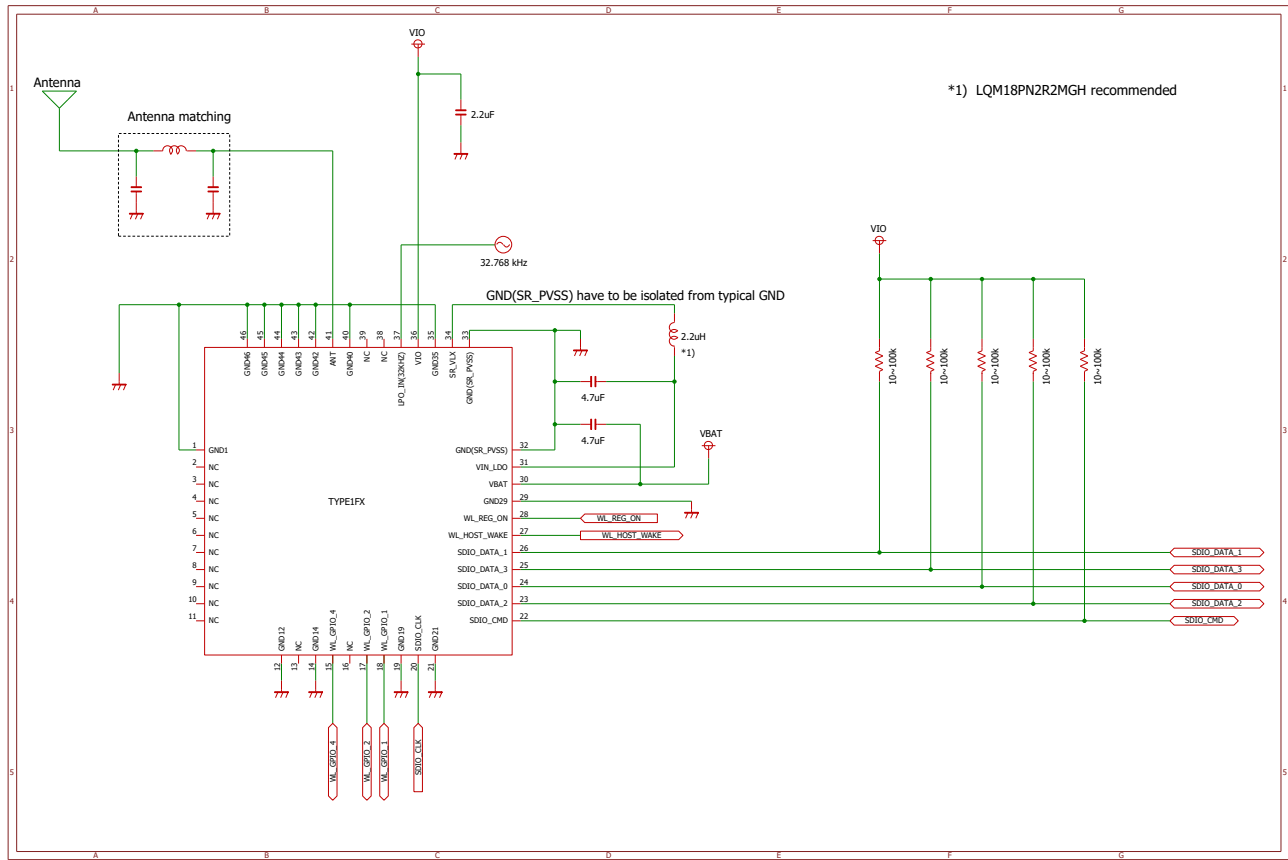 A B C D E F G
1
2
3
4
5
1
2
3
4
5
A B C D E F G
VIO
Antenna
*1) LQM18PN2R2MGH recommended
2.2uF
Antenna matching
VIO
32.768 kHz
GND(SR_PVSS) have to be isolated from typical GND
2.2uH
*1)
46 45 44 43 42 41 40 39 38 37 36 35 34 33
GND46
GND45
GND44
GND43
GND42
ANT
GND40
NC
NC
LPO_IN(32KHZ)
VIO
GND35
SR_VLX
GND(SR_PVSS)
10~100k
10~100k
10~100k
10~100k
10~100k
4.7uF
4.7uF
VBAT
1 GND1
2 NC
3 NC
4 NC
5 NC
6 NC
7 NC
8 NC
9 NC
10 NC
11 NC
TYPE1FX
GND(SR_PVSS) 32
VIN_LDO 31
VBAT 30
GND29 29
WL_REG_ON 28 WL_REG_ON
WL_HOST_WAKE 27 WL_HOST_WAKE
SDIO_DATA_1 26 SDIO_DATA_1
SDIO_DATA_3 25 SDIO_DATA_3
SDIO_DATA_0 24 SDIO_DATA_0
SDIO_DATA_2 23 SDIO_DATA_2
SDIO_CMD 22 SDIO_CMD
GND12
NC
GND14
WL_GPIO_4
NC
WL_GPIO_2
WL_GPIO_1
GND19
SDIO_CLK
GND21
12 13 14 15 16 17 18 19 20 21
WL_GPIO_4
WL_GPIO_2
WL_GPIO_1
SDIO_CLK